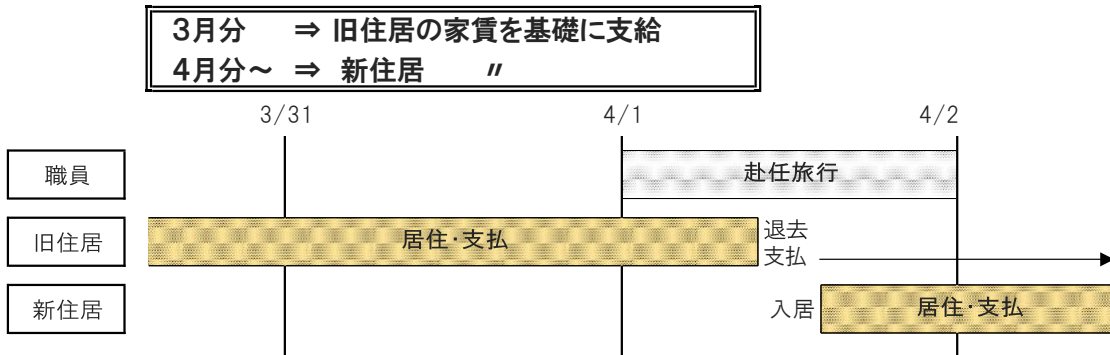 3月分 ⇒ 旧住居の家賃を基礎に支給
4月分～ ⇒ 新住居 〃
3/31 4/1 4/2
職員 赴任旅行
旧住居 居住・支払 退去
支払
新住居 入居 居住・支払